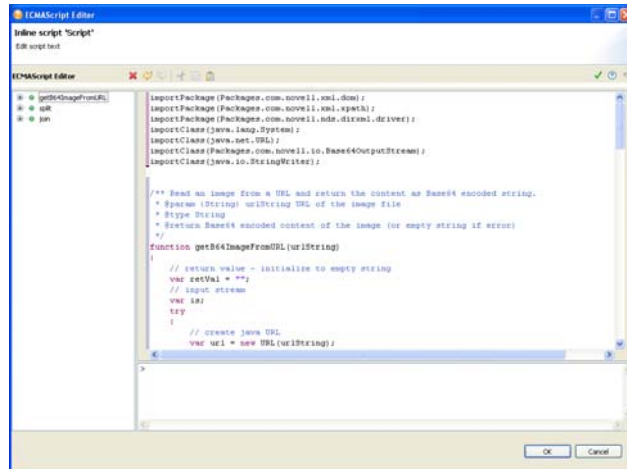 ECMAScript Editor
Inline script 'Script'
Edit script text
ECMAScript Editor
getB64ImageFromURL
split
join
importPackage(Packages.com.novell.xml.dom);
importPackage(Packages.com.novell.xml.xpath);
importPackage(Packages.com.novell.nds.dirxml.driver);
importClass(java.lang.System);
importClass(java.net.URL);
importClass(Packages.com.novell.io.Base64OutputStream);
importClass(java.io.StringWriter);
/** Read an image from a URL and return the content as Base64 encoded string.
* @param (String) urlString URL of the image file
* @type String
* @return Base64 encoded content of the image (or empty string if error)
*/
function getB64ImageFromURL(urlString)
{
// return value - initialize to empty string
var retVal = "";
// input stream
var is;
try
{
// create java URL
var url = new URL(urlString);
>
OK
Cancel